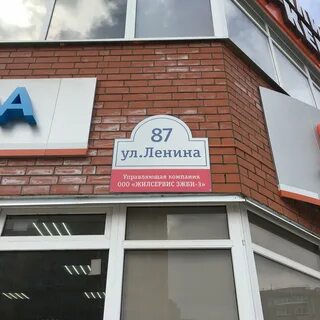 А
87
ул.Ленина
Управляющая компания
ООО «ЖИЛСЕРВИС ЭЖВИ-3»